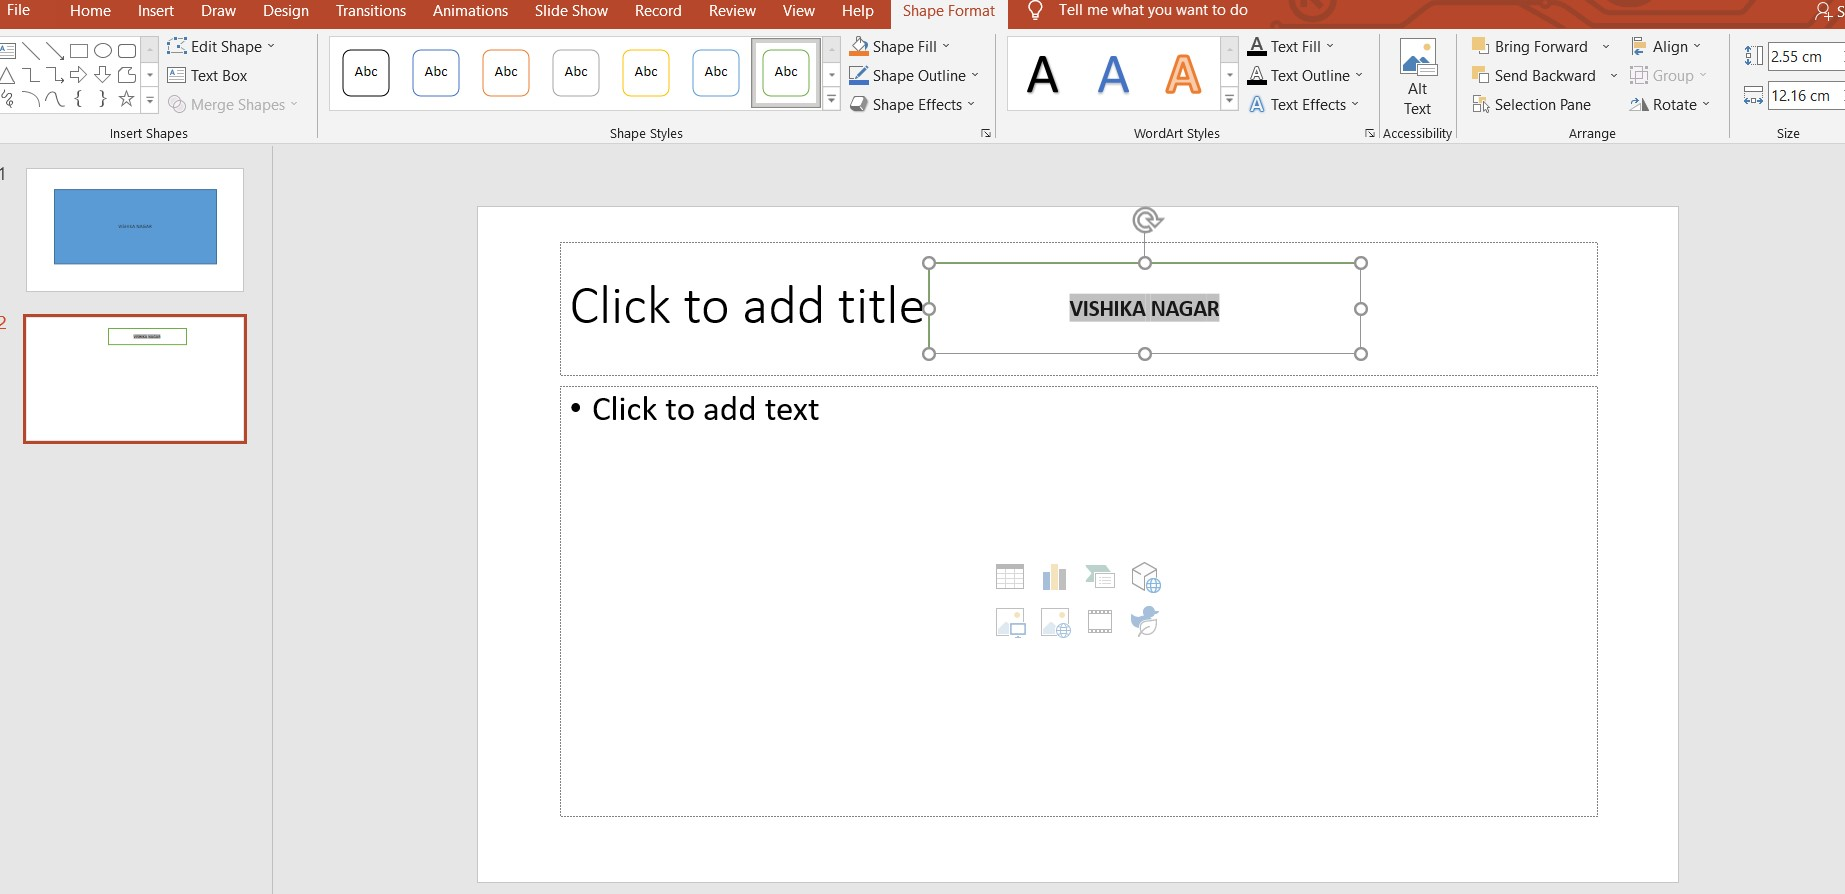 File Home Insert Draw Design Transitions Animations Slide Show Record Review View Help Shape Format Tell me what you want to do S
Edit Shape
Text Box
Merge Shapes
Insert Shapes
Abc Abc Abc Abc Abc Abc Abc
Shape Styles
Shape Fill
Shape Outline
Shape Effects
A A A
WordArt Styles
Text Fill
Text Outline
Text Effects
Alt
Text
Accessibility
Bring Forward
Send Backward
Selection Pane
Align
Group
Rotate
Arrange
2.55 cm
12.16 cm
Size
1
VISHIKA NAGAR
2
VISHIKA NAGAR
Click to add title
VISHIKA NAGAR
• Click to add text